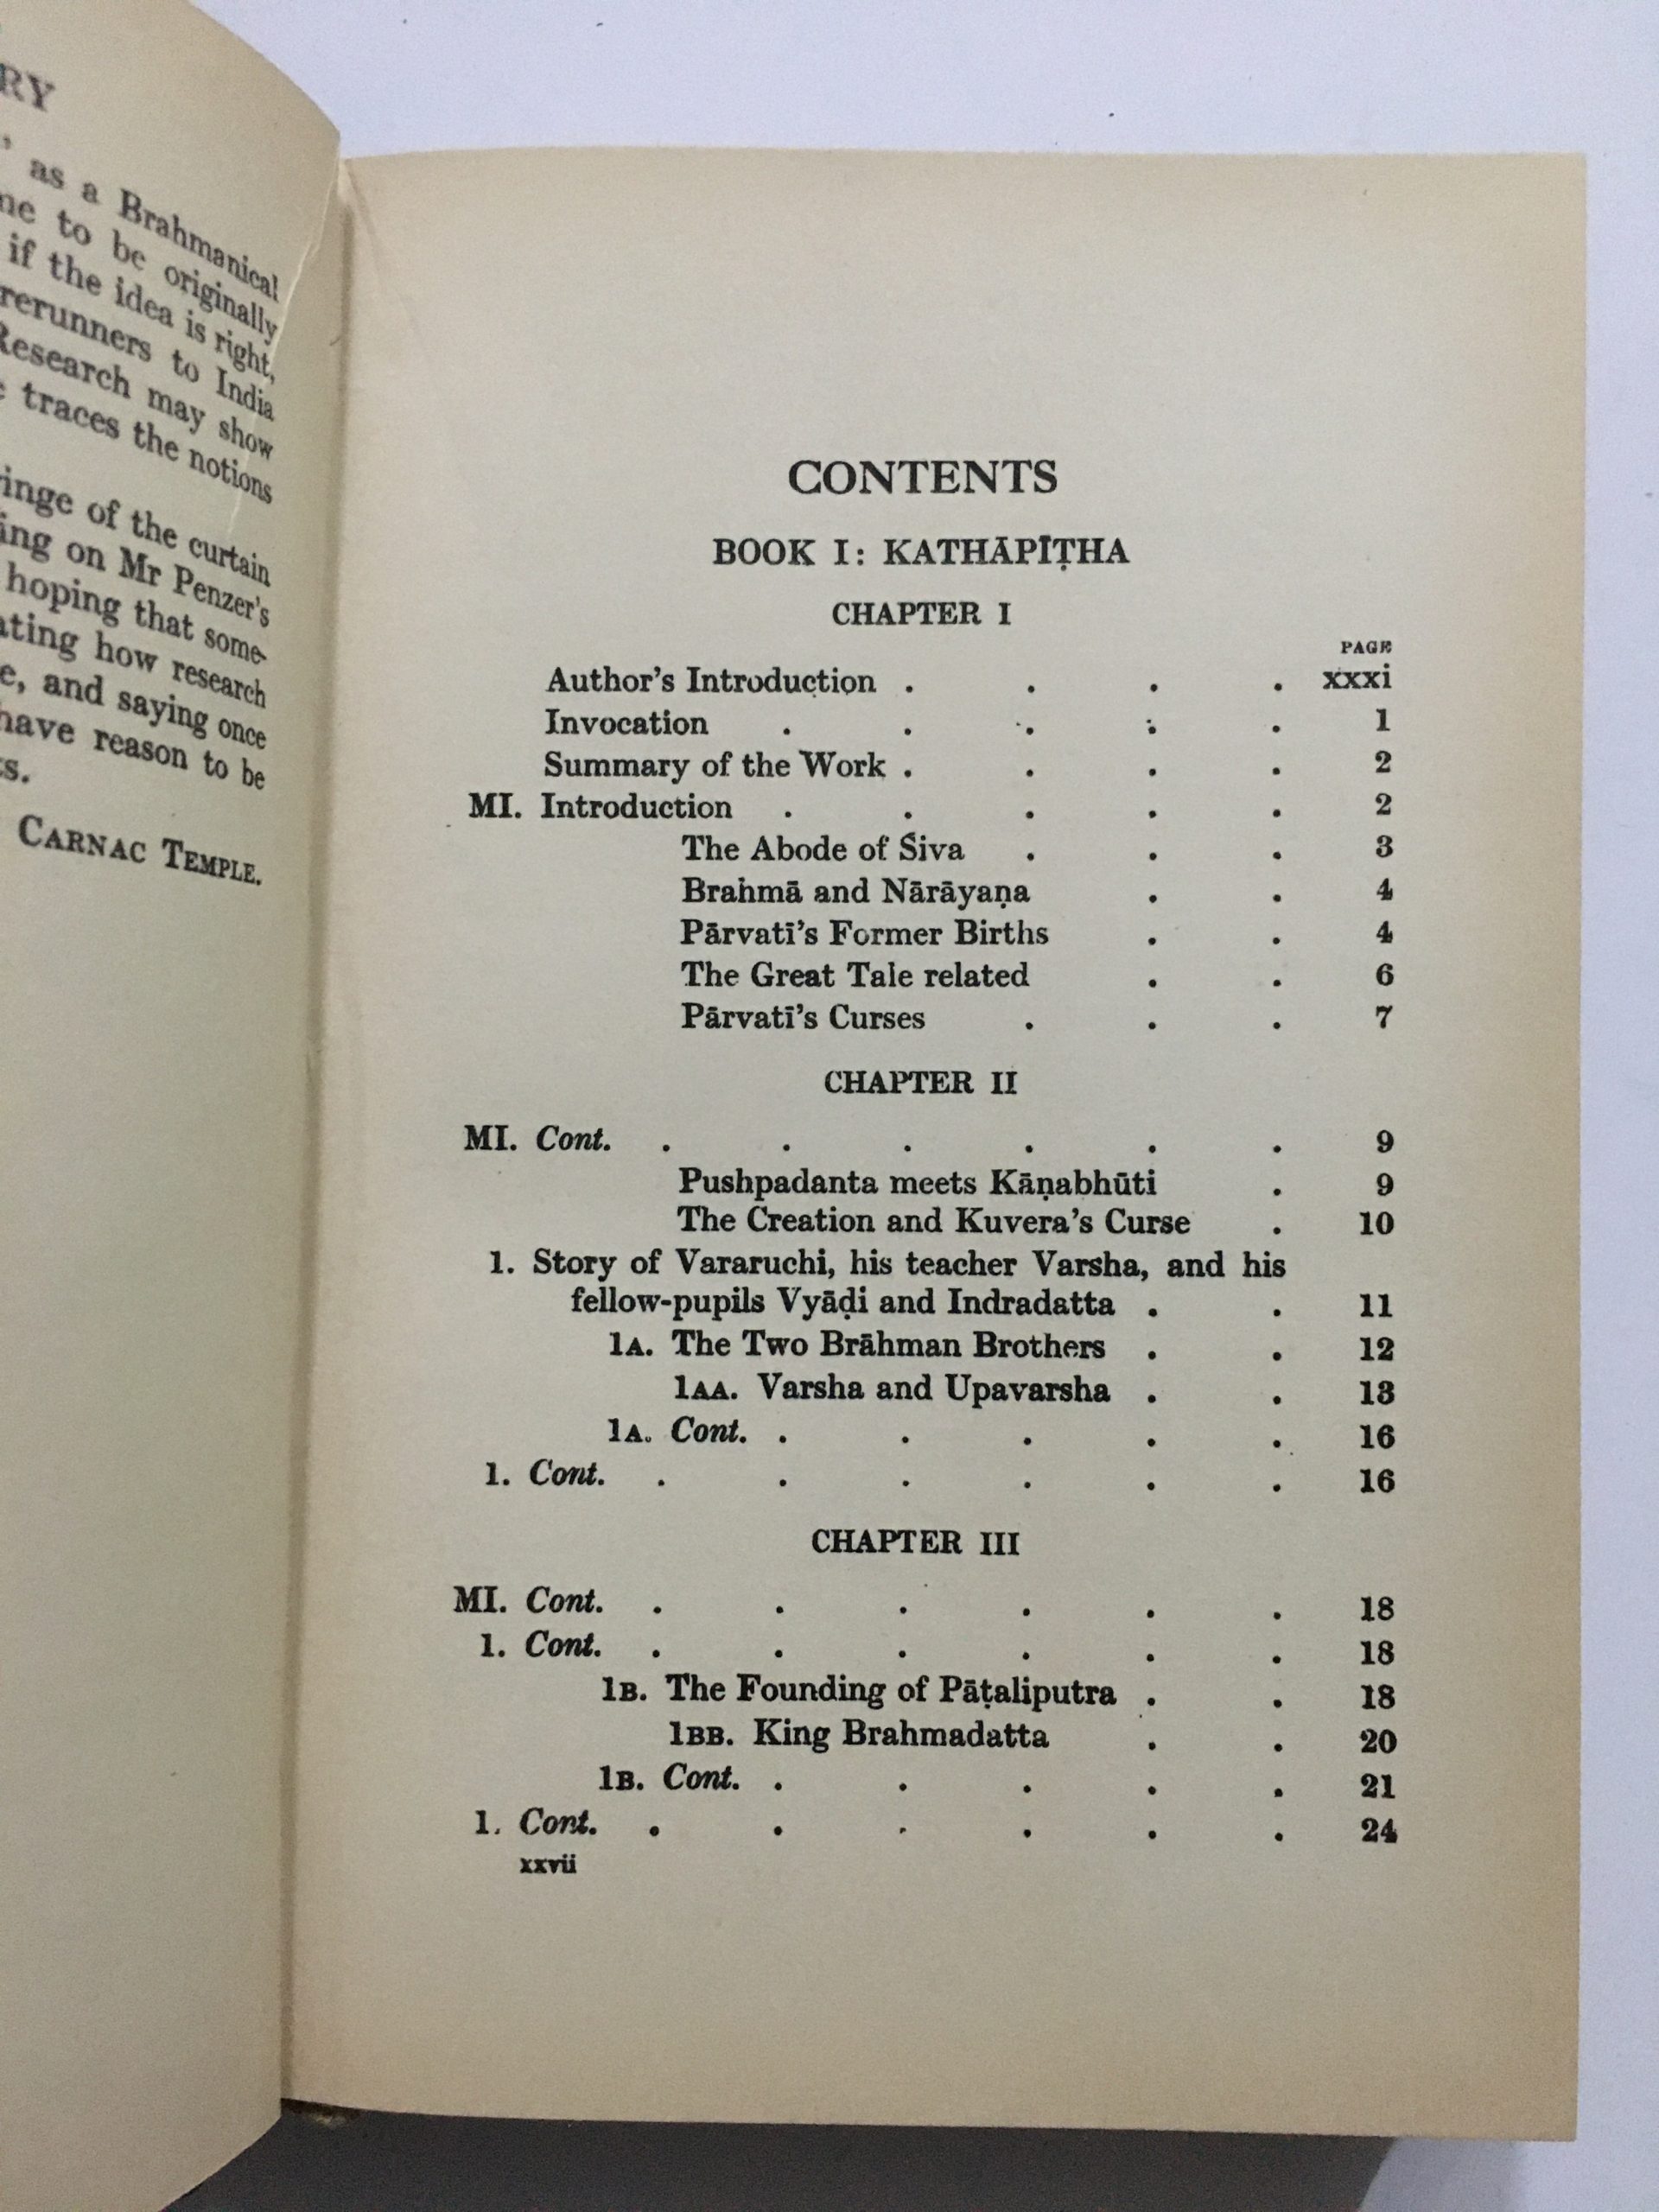 RY
as a Brahmanical
to be originally
if the idea is right,
to India
Research may show
traces the notions
of the curtain
on Mr Penzer's
hoping that some-
how research
and saying once
have reason to be
CARNAC TEMPLE.
CONTENTS
BOOK I: KATHĀPĪṬHA
CHAPTER I
PAGE
Author's Introduction . . . . xxxi
Invocation . . . . . 1
Summary of the Work . . . . 2
MI. Introduction . . . . . 2
The Abode of Śiva . . . 3
Brahmā and Nārāyaṇa . . 4
Pārvatī's Former Births . . 4
The Great Tale related . . 6
Pārvatī's Curses . . . 7
CHAPTER II
MI. Cont. . . . . . . 9
Pushpadanta meets Kāṇabhūti . 9
The Creation and Kuvera's Curse . 10
1. Story of Vararuchi, his teacher Varsha, and his
fellow-pupils Vyāḍi and Indradatta . . 11
1A. The Two Brāhman Brothers . . 12
1AA. Varsha and Upavarsha . . 13
1A. Cont. . . . . . 16
1. Cont. . . . . . . 16
CHAPTER III
MI. Cont. . . . . . . 18
1. Cont. . . . . . . 18
1B. The Founding of Pāṭaliputra . . 18
1BB. King Brahmadatta . . 20
1B. Cont. . . . . . 21
1. Cont. . . . . . . 24
xxvii